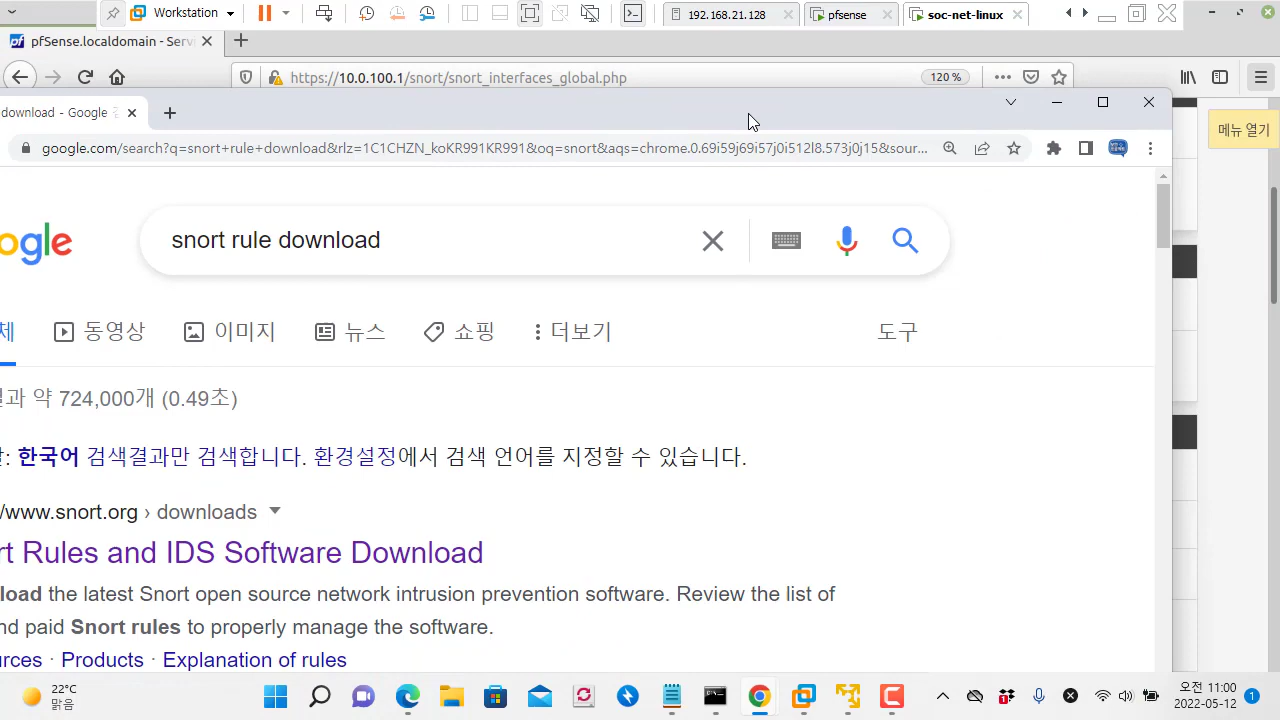 Workstation
192.168.21.128
pfsense
soc-net-linux
pfSense.localdomain - Serv
https://10.0.100.1/snort/snort_interfaces_global.php
120 %
download - Google
메뉴 열기
google.com/search?q=snort+rule+download&rlz=1C1CHZN_koKR991KR991&oq=snort&aqs=chrome.0.69i59j69i57j0i512l8.573j0j15&sour...
ogle
snort rule download
체
동영상
이미지
뉴스
쇼핑
더보기
도구
과 약 724,000개 (0.49초)
: 한국어 검색결과만 검색합니다. 환경설정에서 검색 언어를 지정할 수 있습니다.
/www.snort.org › downloads
rt Rules and IDS Software Download
load the latest Snort open source network intrusion prevention software. Review the list of
nd paid Snort rules to properly manage the software.
rces · Products · Explanation of rules
22°C
맑음
오전 11:00
2022-05-12
1